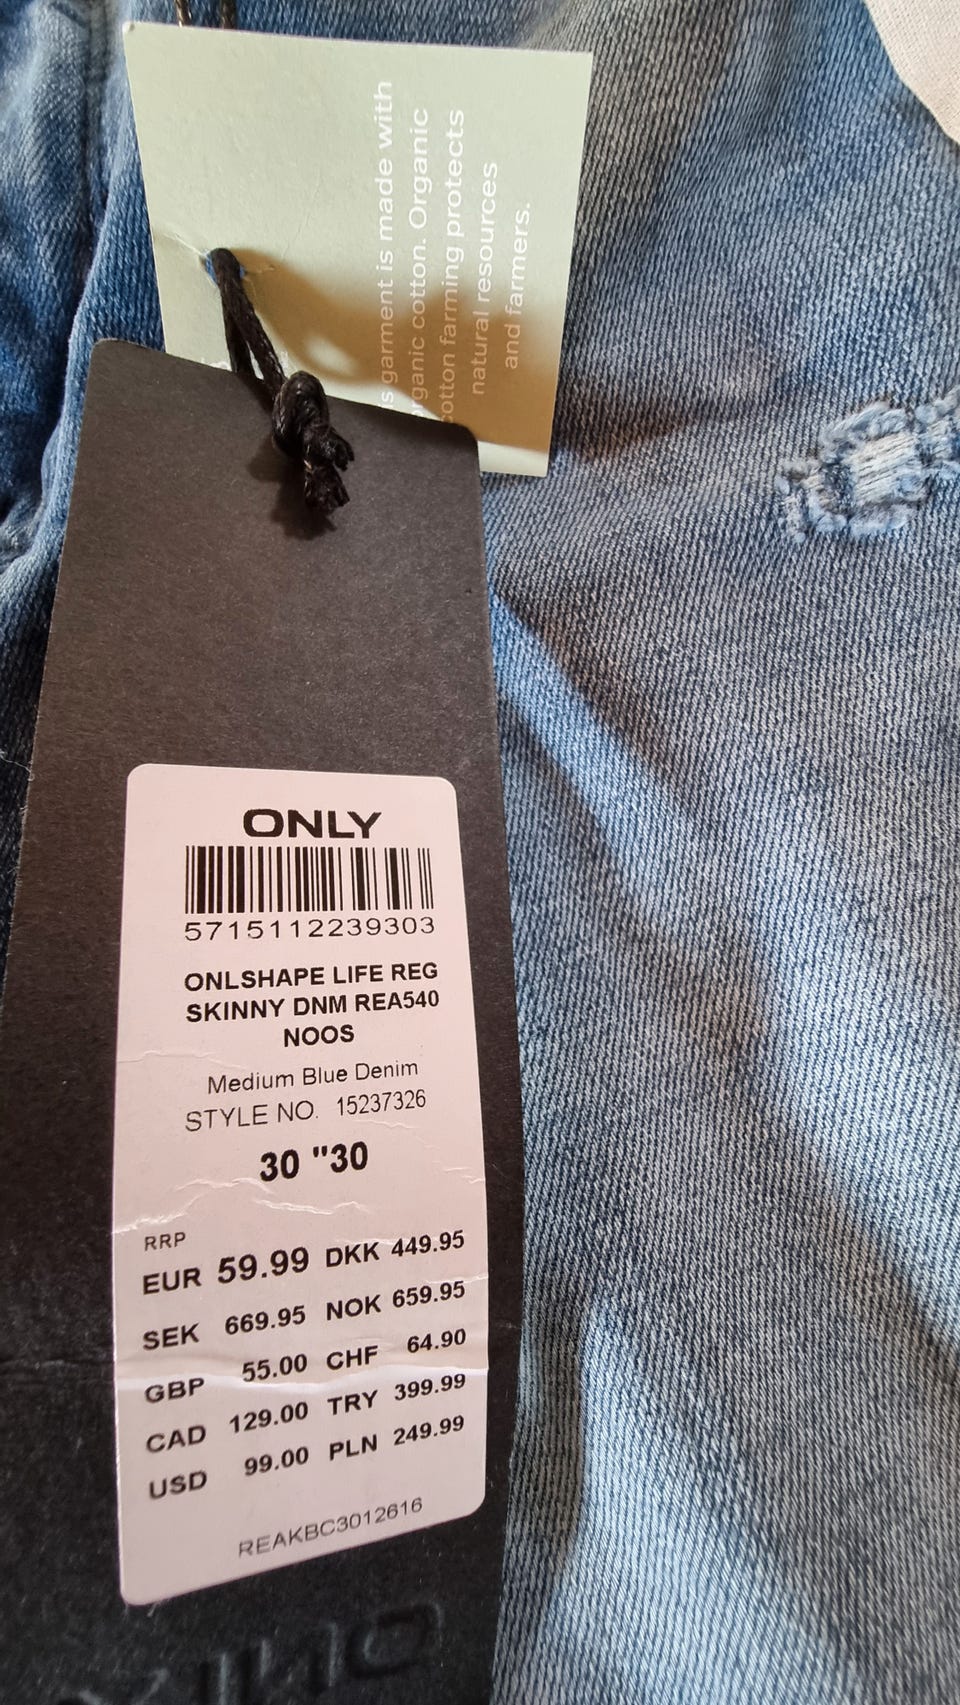 s garment is made with
organic cotton. Organic
cotton farming protects
natural resources
and farmers.
ONLY
5715112239303
ONLSHAPE LIFE REG
SKINNY DNM REA540
NOOS
Medium Blue Denim
STYLE NO. 15237326
30 "30
RRP
EUR 59.99 DKK 449.95
SEK 669.95 NOK 659.95
GBP 55.00 CHF 64.90
CAD 129.00 TRY 399.99
USD 99.00 PLN 249.99
REAKBC3012616